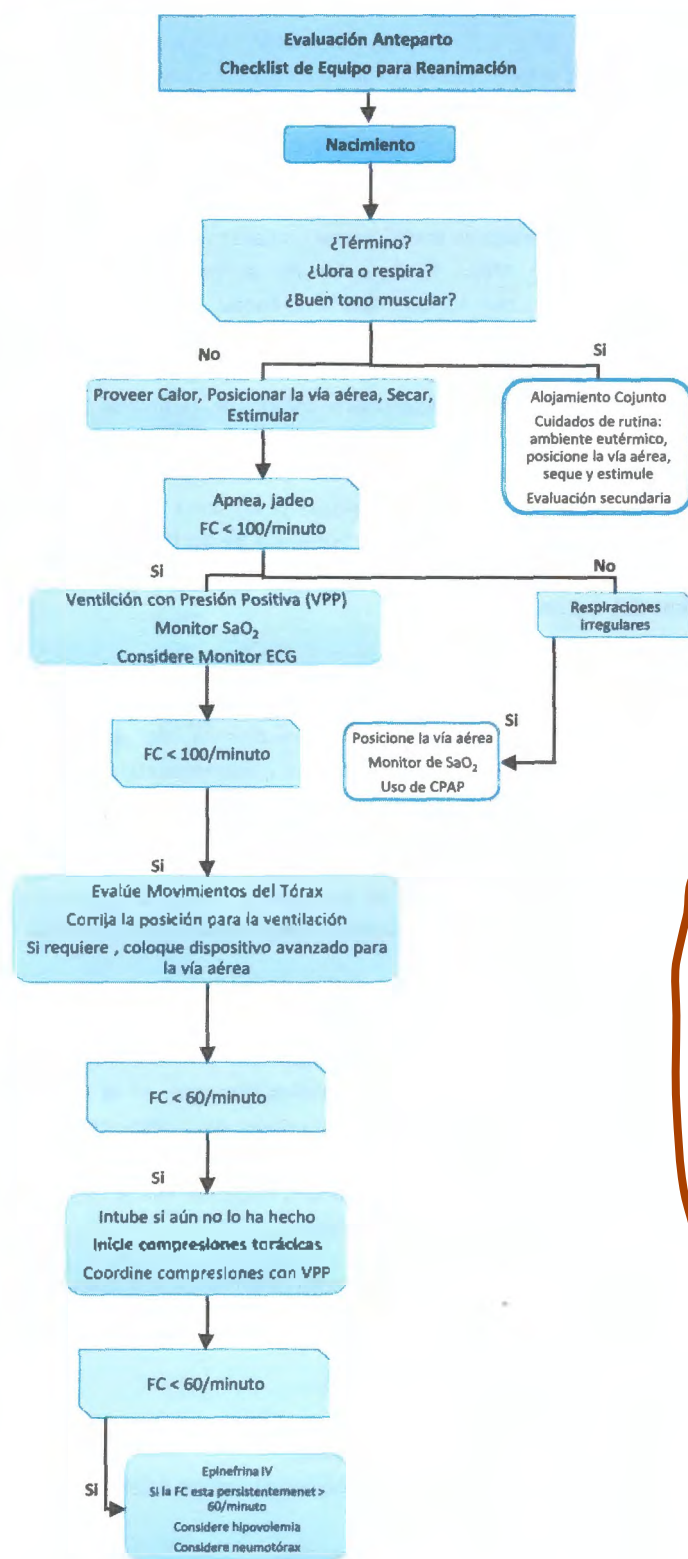 Evaluación Anteparto
Checklist de Equipo para Reanimación
Nacimiento
¿Término?
¿Llora o respira?
¿Buen tono muscular?
No
Si
Proveer Calor, Posicionar la vía aérea, Secar,
Estimular
Alojamiento Cojunto
Cuidados de rutina:
ambiente eutérmico,
posicione la vía aérea,
seque y estimule
Evaluación secundaria
Apnea, jadeo
FC < 100/minuto
Si
No
Ventilción con Presión Positiva (VPP)
Monitor SaO₂
Considere Monitor ECG
Respiraciones
irregulares
FC < 100/minuto
Si
Posicione la vía aérea
Monitor de SaO₂
Uso de CPAP
Si
Evalúe Movimientos del Tórax
Corrija la posición para la ventilación
Si requiere , coloque dispositivo avanzado para
la vía aérea
FC < 60/minuto
Si
Intube si aún no lo ha hecho
Inicie compresiones torácicas
Coordine compresiones con VPP
FC < 60/minuto
Si
Epinefrina IV
Si la FC esta persistentemenet >
60/minuto
Considere hipovolemia
Considere neumotórax